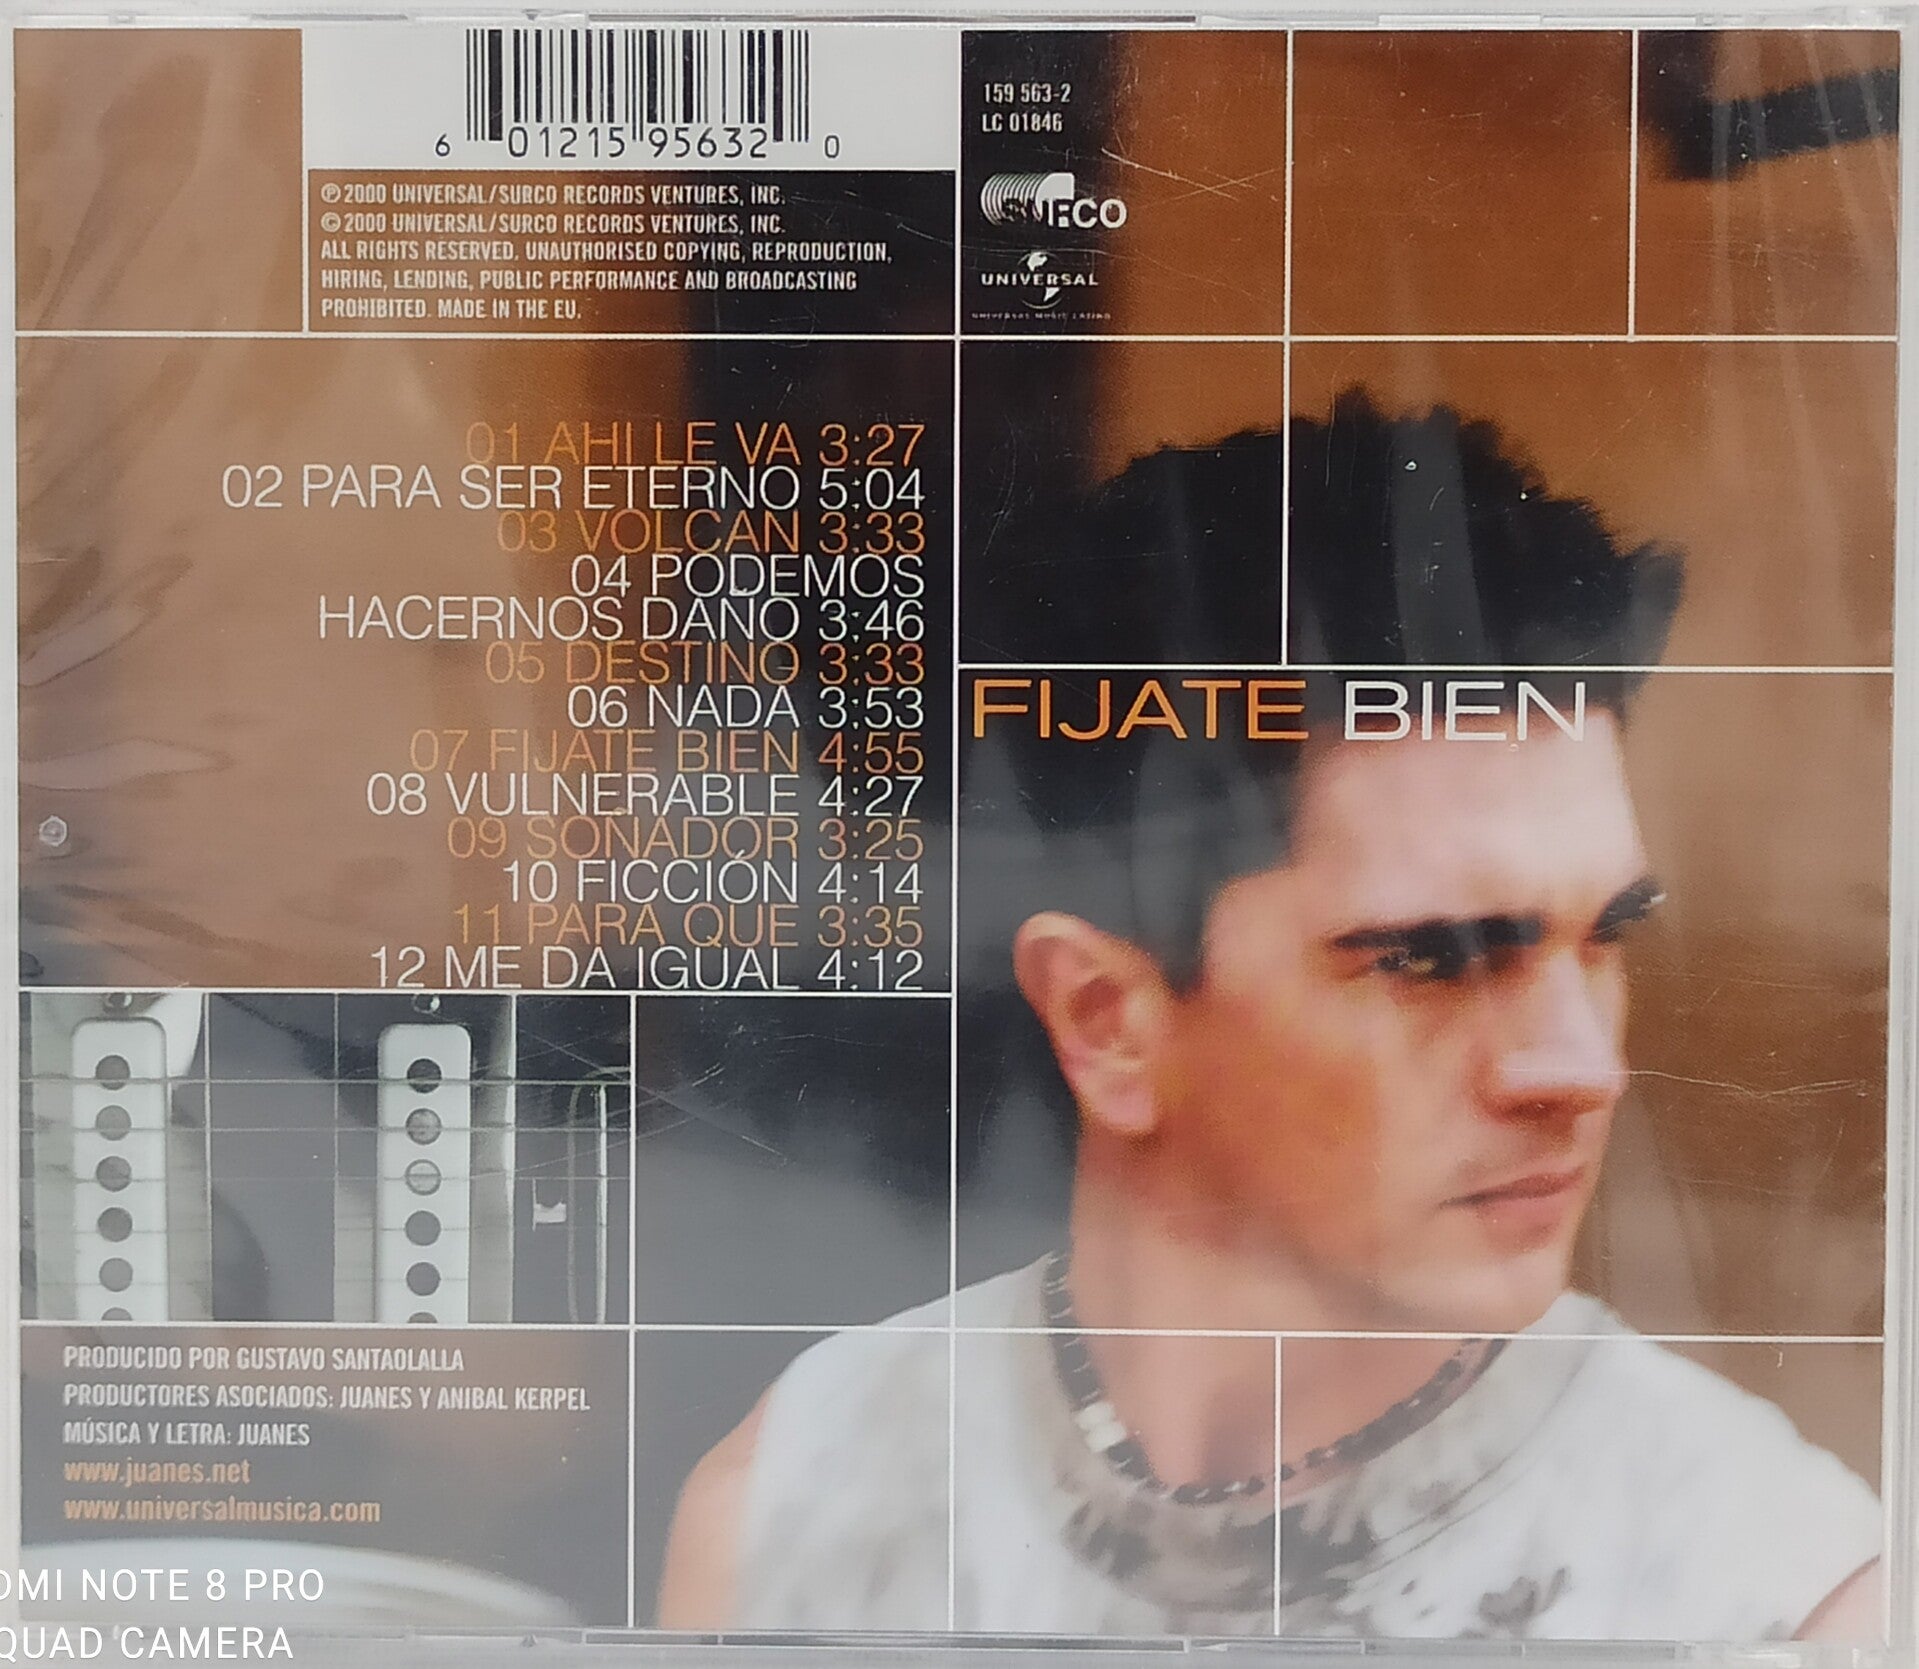 6 01215 95632 0
℗ 2000 UNIVERSAL/SURCO RECORDS VENTURES, INC.
© 2000 UNIVERSAL/SURCO RECORDS VENTURES, INC.
ALL RIGHTS RESERVED. UNAUTHORISED COPYING, REPRODUCTION,
HIRING, LENDING, PUBLIC PERFORMANCE AND BROADCASTING
PROHIBITED. MADE IN THE EU.
159 563-2
LC 01846
SURCO
UNIVERSAL
UNIVERSAL MUSIC LATINO
01 AHI LE VA 3:27
02 PARA SER ETERNO 5:04
03 VOLCAN 3:33
04 PODEMOS
HACERNOS DAÑO 3:46
05 DESTINO 3:33
06 NADA 3:53
07 FIJATE BIEN 4:55
08 VULNERABLE 4:27
09 SOÑADOR 3:25
10 FICCIÓN 4:14
11 PARA QUE 3:35
12 ME DA IGUAL 4:12
FIJATE BIEN
PRODUCIDO POR GUSTAVO SANTAOLALLA
PRODUCTORES ASOCIADOS: JUANES Y ANIBAL KERPEL
MÚSICA Y LETRA: JUANES
www.juanes.net
www.universalmusica.com
DMI NOTE 8 PRO
QUAD CAMERA